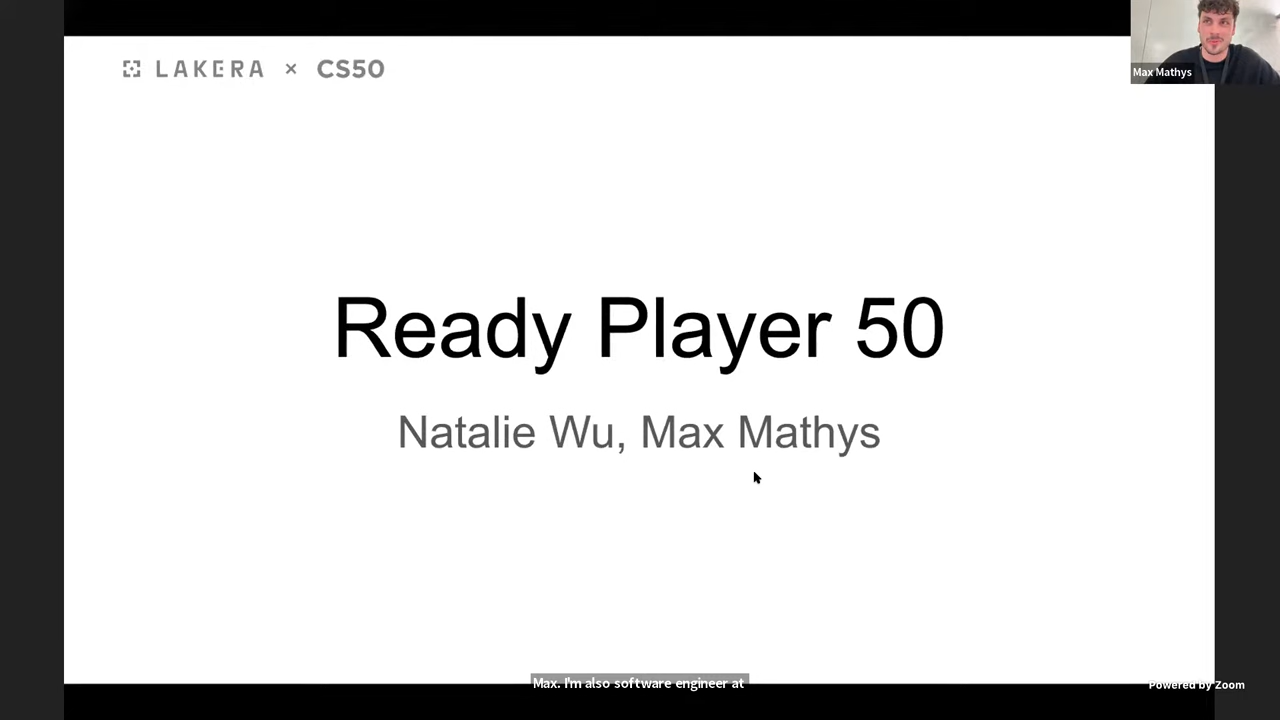 LAKERA × CS50
Max Mathys
Ready Player 50
Natalie Wu, Max Mathys
Max. I'm also software engineer at
Powered by Zoom